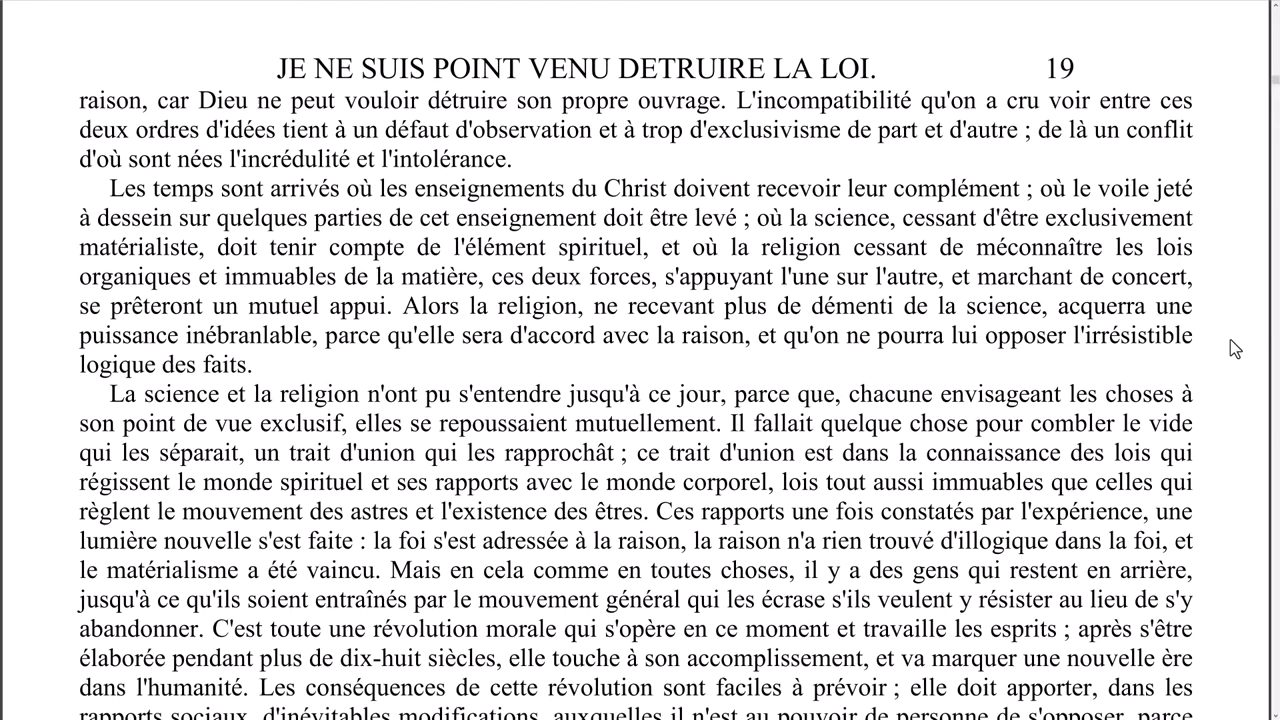 JE NE SUIS POINT VENU DETRUIRE LA LOI. 19
raison, car Dieu ne peut vouloir détruire son propre ouvrage. L'incompatibilité qu'on a cru voir entre ces
deux ordres d'idées tient à un défaut d'observation et à trop d'exclusivisme de part et d'autre ; de là un conflit
d'où sont nées l'incrédulité et l'intolérance.
Les temps sont arrivés où les enseignements du Christ doivent recevoir leur complément ; où le voile jeté
à dessein sur quelques parties de cet enseignement doit être levé ; où la science, cessant d'être exclusivement
matérialiste, doit tenir compte de l'élément spirituel, et où la religion cessant de méconnaître les lois
organiques et immuables de la matière, ces deux forces, s'appuyant l'une sur l'autre, et marchant de concert,
se prêteront un mutuel appui. Alors la religion, ne recevant plus de démenti de la science, acquerra une
puissance inébranlable, parce qu'elle sera d'accord avec la raison, et qu'on ne pourra lui opposer l'irrésistible
logique des faits.
La science et la religion n'ont pu s'entendre jusqu'à ce jour, parce que, chacune envisageant les choses à
son point de vue exclusif, elles se repoussaient mutuellement. Il fallait quelque chose pour combler le vide
qui les séparait, un trait d'union qui les rapprochât ; ce trait d'union est dans la connaissance des lois qui
régissent le monde spirituel et ses rapports avec le monde corporel, lois tout aussi immuables que celles qui
règlent le mouvement des astres et l'existence des êtres. Ces rapports une fois constatés par l'expérience, une
lumière nouvelle s'est faite : la foi s'est adressée à la raison, la raison n'a rien trouvé d'illogique dans la foi, et
le matérialisme a été vaincu. Mais en cela comme en toutes choses, il y a des gens qui restent en arrière,
jusqu'à ce qu'ils soient entraînés par le mouvement général qui les écrase s'ils veulent y résister au lieu de s'y
abandonner. C'est toute une révolution morale qui s'opère en ce moment et travaille les esprits ; après s'être
élaborée pendant plus de dix-huit siècles, elle touche à son accomplissement, et va marquer une nouvelle ère
dans l'humanité. Les conséquences de cette révolution sont faciles à prévoir ; elle doit apporter, dans les
rapports sociaux, d'inévitables modifications, auxquelles il n'est au pouvoir de personne de s'opposer, parce